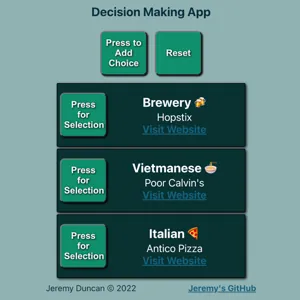 Decision Making App
Press to
Add
Choice
Reset
Press
for
Selection
Brewery 🍻
Hopstix
Visit Website
Press
for
Selection
Vietmanese 🍜
Poor Calvin's
Visit Website
Press
for
Selection
Italian 🍕
Antico Pizza
Visit Website
Jeremy Duncan © 2022
Jeremy's GitHub